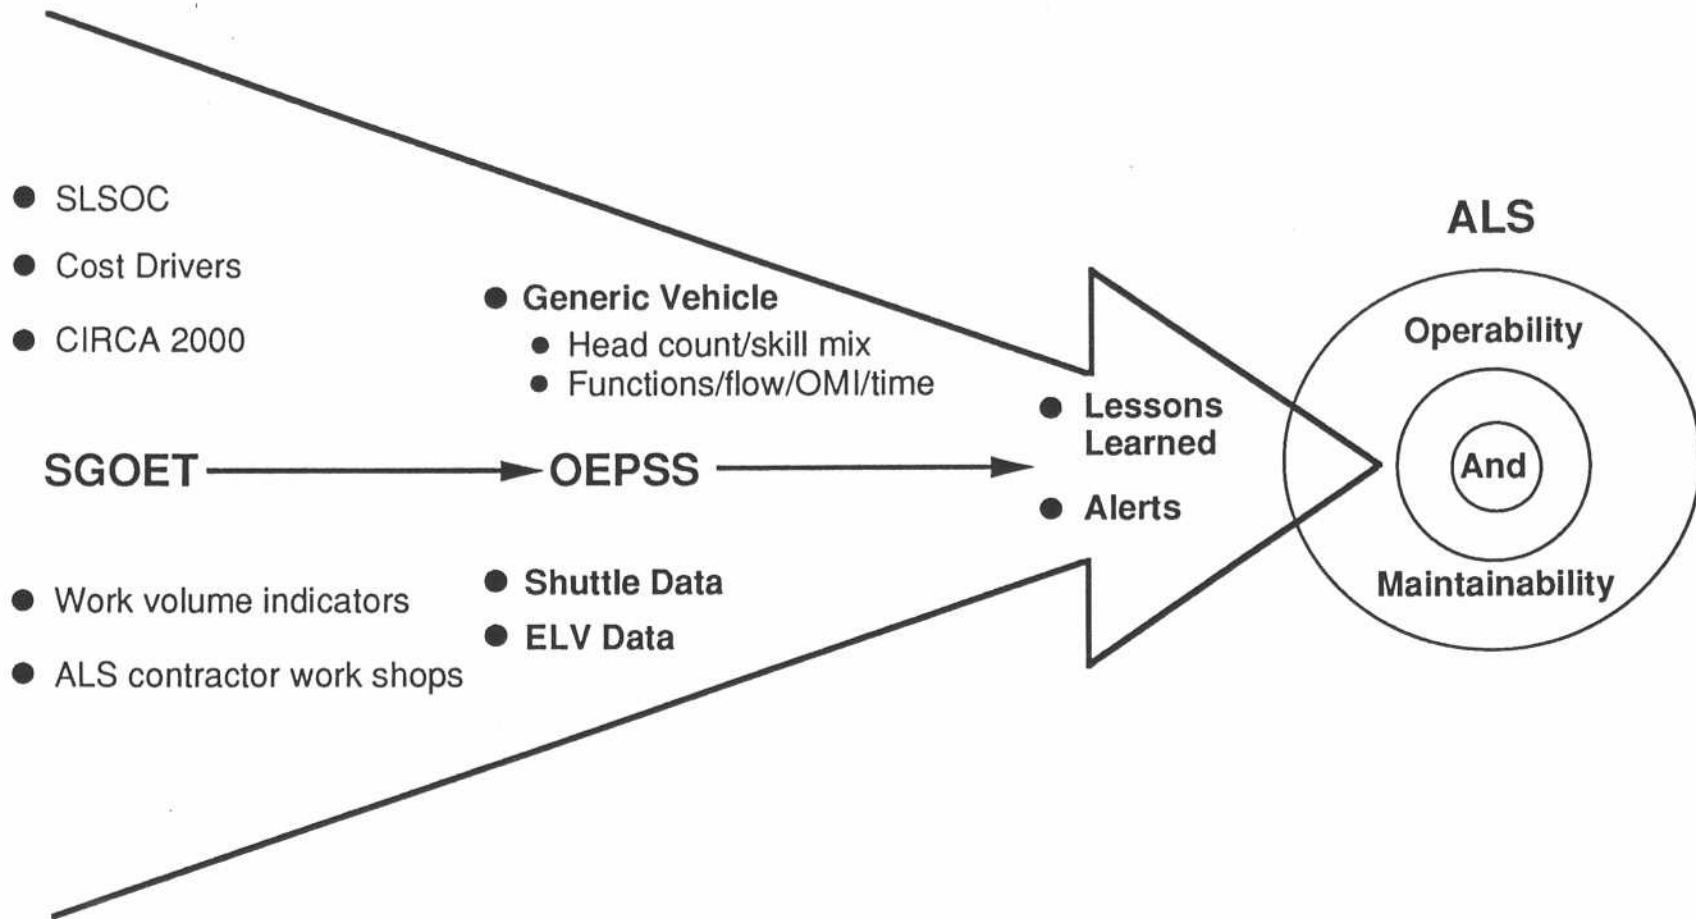 ● SLSOC
● Cost Drivers
● CIRCA 2000
● Generic Vehicle
● Head count/skill mix
● Functions/flow/OMI/time
SGOET
OEPSS
● Lessons
Learned
● Alerts
● Work volume indicators
● ALS contractor work shops
● Shuttle Data
● ELV Data
ALS
Operability
And
Maintainability